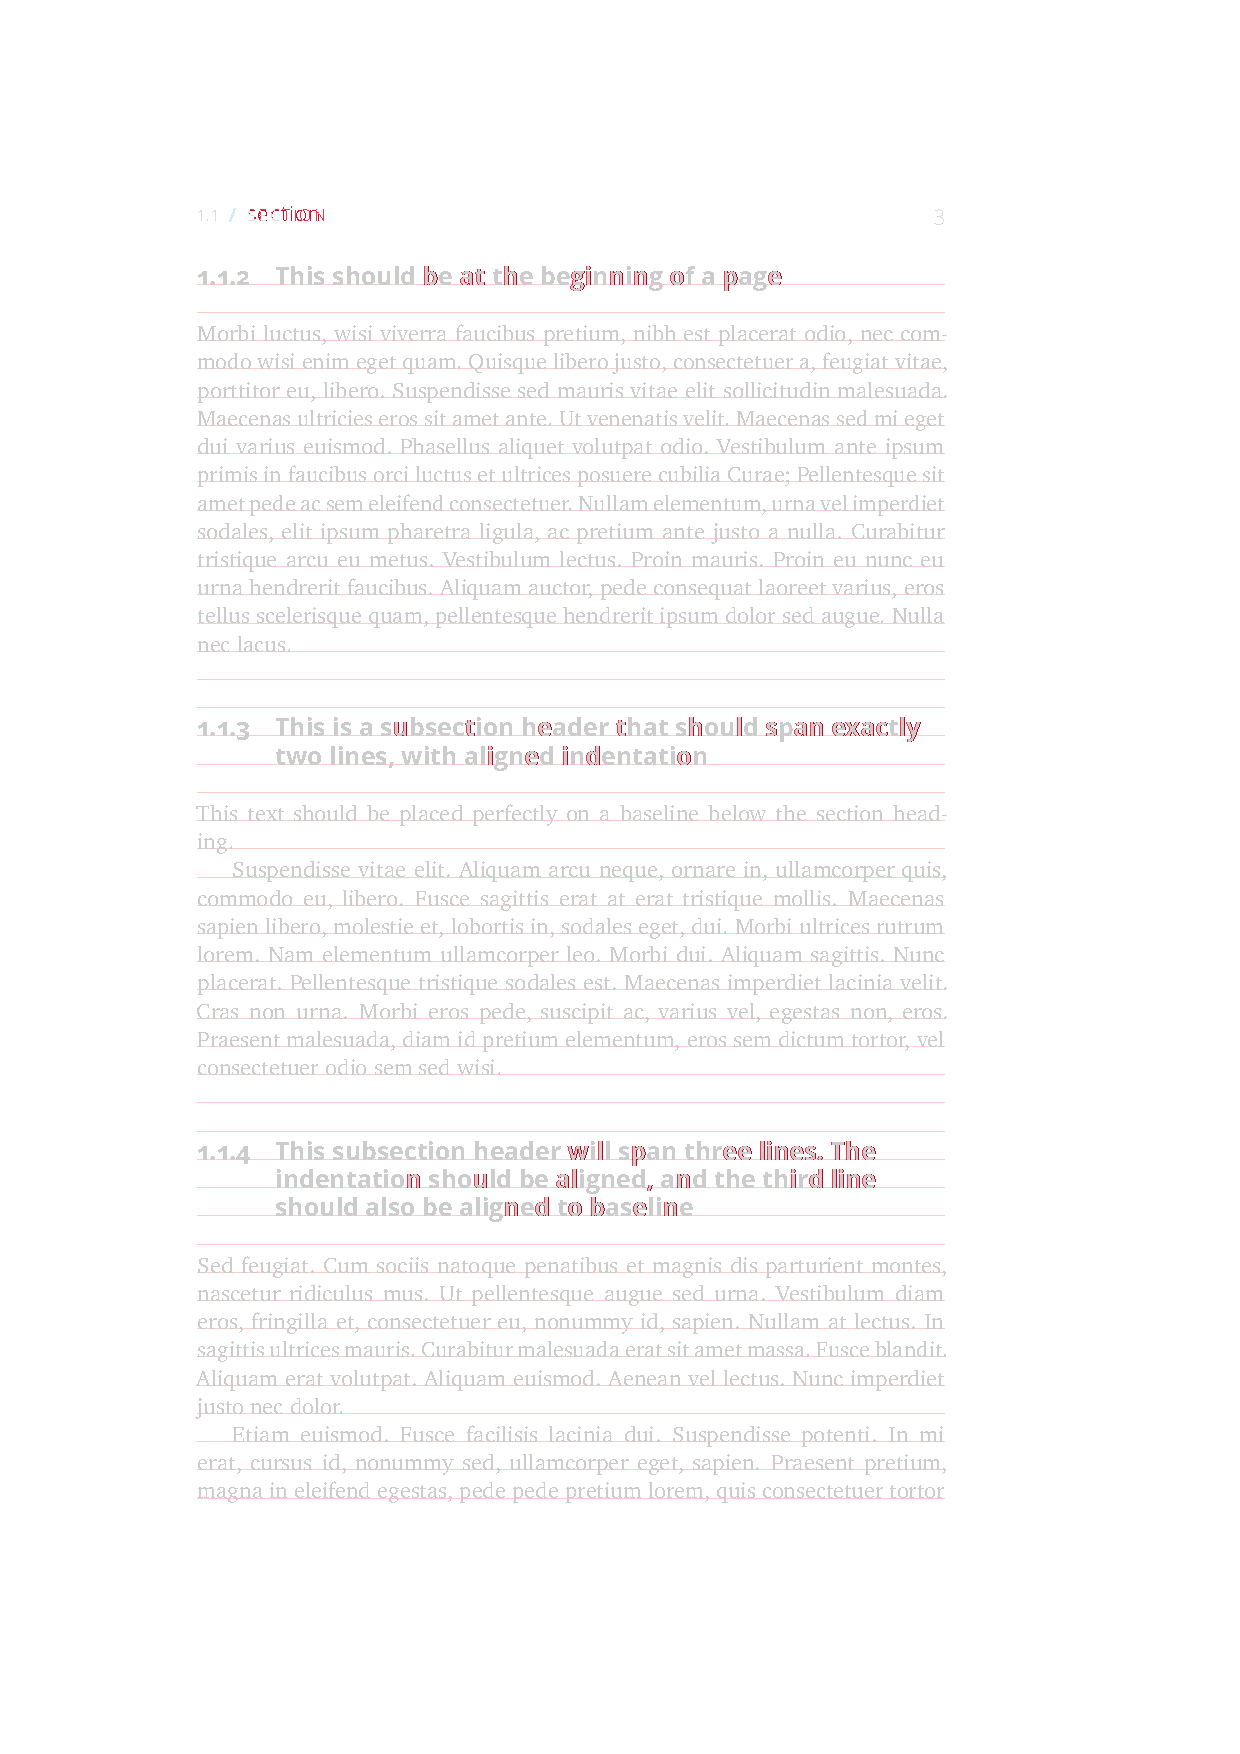 1.1 / section 3
1.1.2 This should be at the beginning of a page
Morbi luctus, wisi viverra faucibus pretium, nibh est placerat odio, nec com-
modo wisi enim eget quam. Quisque libero justo, consectetuer a, feugiat vitae,
porttitor eu, libero. Suspendisse sed mauris vitae elit sollicitudin malesuada.
Maecenas ultricies eros sit amet ante. Ut venenatis velit. Maecenas sed mi eget
dui varius euismod. Phasellus aliquet volutpat odio. Vestibulum ante ipsum
primis in faucibus orci luctus et ultrices posuere cubilia Curae; Pellentesque sit
amet pede ac sem eleifend consectetuer. Nullam elementum, urna vel imperdiet
sodales, elit ipsum pharetra ligula, ac pretium ante justo a nulla. Curabitur
tristique arcu eu metus. Vestibulum lectus. Proin mauris. Proin eu nunc eu
urna hendrerit faucibus. Aliquam auctor, pede consequat laoreet varius, eros
tellus scelerisque quam, pellentesque hendrerit ipsum dolor sed augue. Nulla
nec lacus.
1.1.3 This is a subsection header that should span exactly
two lines, with aligned indentation
This text should be placed perfectly on a baseline below the section head-
ing.
Suspendisse vitae elit. Aliquam arcu neque, ornare in, ullamcorper quis,
commodo eu, libero. Fusce sagittis erat at erat tristique mollis. Maecenas
sapien libero, molestie et, lobortis in, sodales eget, dui. Morbi ultrices rutrum
lorem. Nam elementum ullamcorper leo. Morbi dui. Aliquam sagittis. Nunc
placerat. Pellentesque tristique sodales est. Maecenas imperdiet lacinia velit.
Cras non urna. Morbi eros pede, suscipit ac, varius vel, egestas non, eros.
Praesent malesuada, diam id pretium elementum, eros sem dictum tortor, vel
consectetuer odio sem sed wisi.
1.1.4 This subsection header will span three lines. The
indentation should be aligned, and the third line
should also be aligned to baseline
Sed feugiat. Cum sociis natoque penatibus et magnis dis parturient montes,
nascetur ridiculus mus. Ut pellentesque augue sed urna. Vestibulum diam
eros, fringilla et, consectetuer eu, nonummy id, sapien. Nullam at lectus. In
sagittis ultrices mauris. Curabitur malesuada erat sit amet massa. Fusce blandit.
Aliquam erat volutpat. Aliquam euismod. Aenean vel lectus. Nunc imperdiet
justo nec dolor.
Etiam euismod. Fusce facilisis lacinia dui. Suspendisse potenti. In mi
erat, cursus id, nonummy sed, ullamcorper eget, sapien. Praesent pretium,
magna in eleifend egestas, pede pede pretium lorem, quis consectetuer tortor